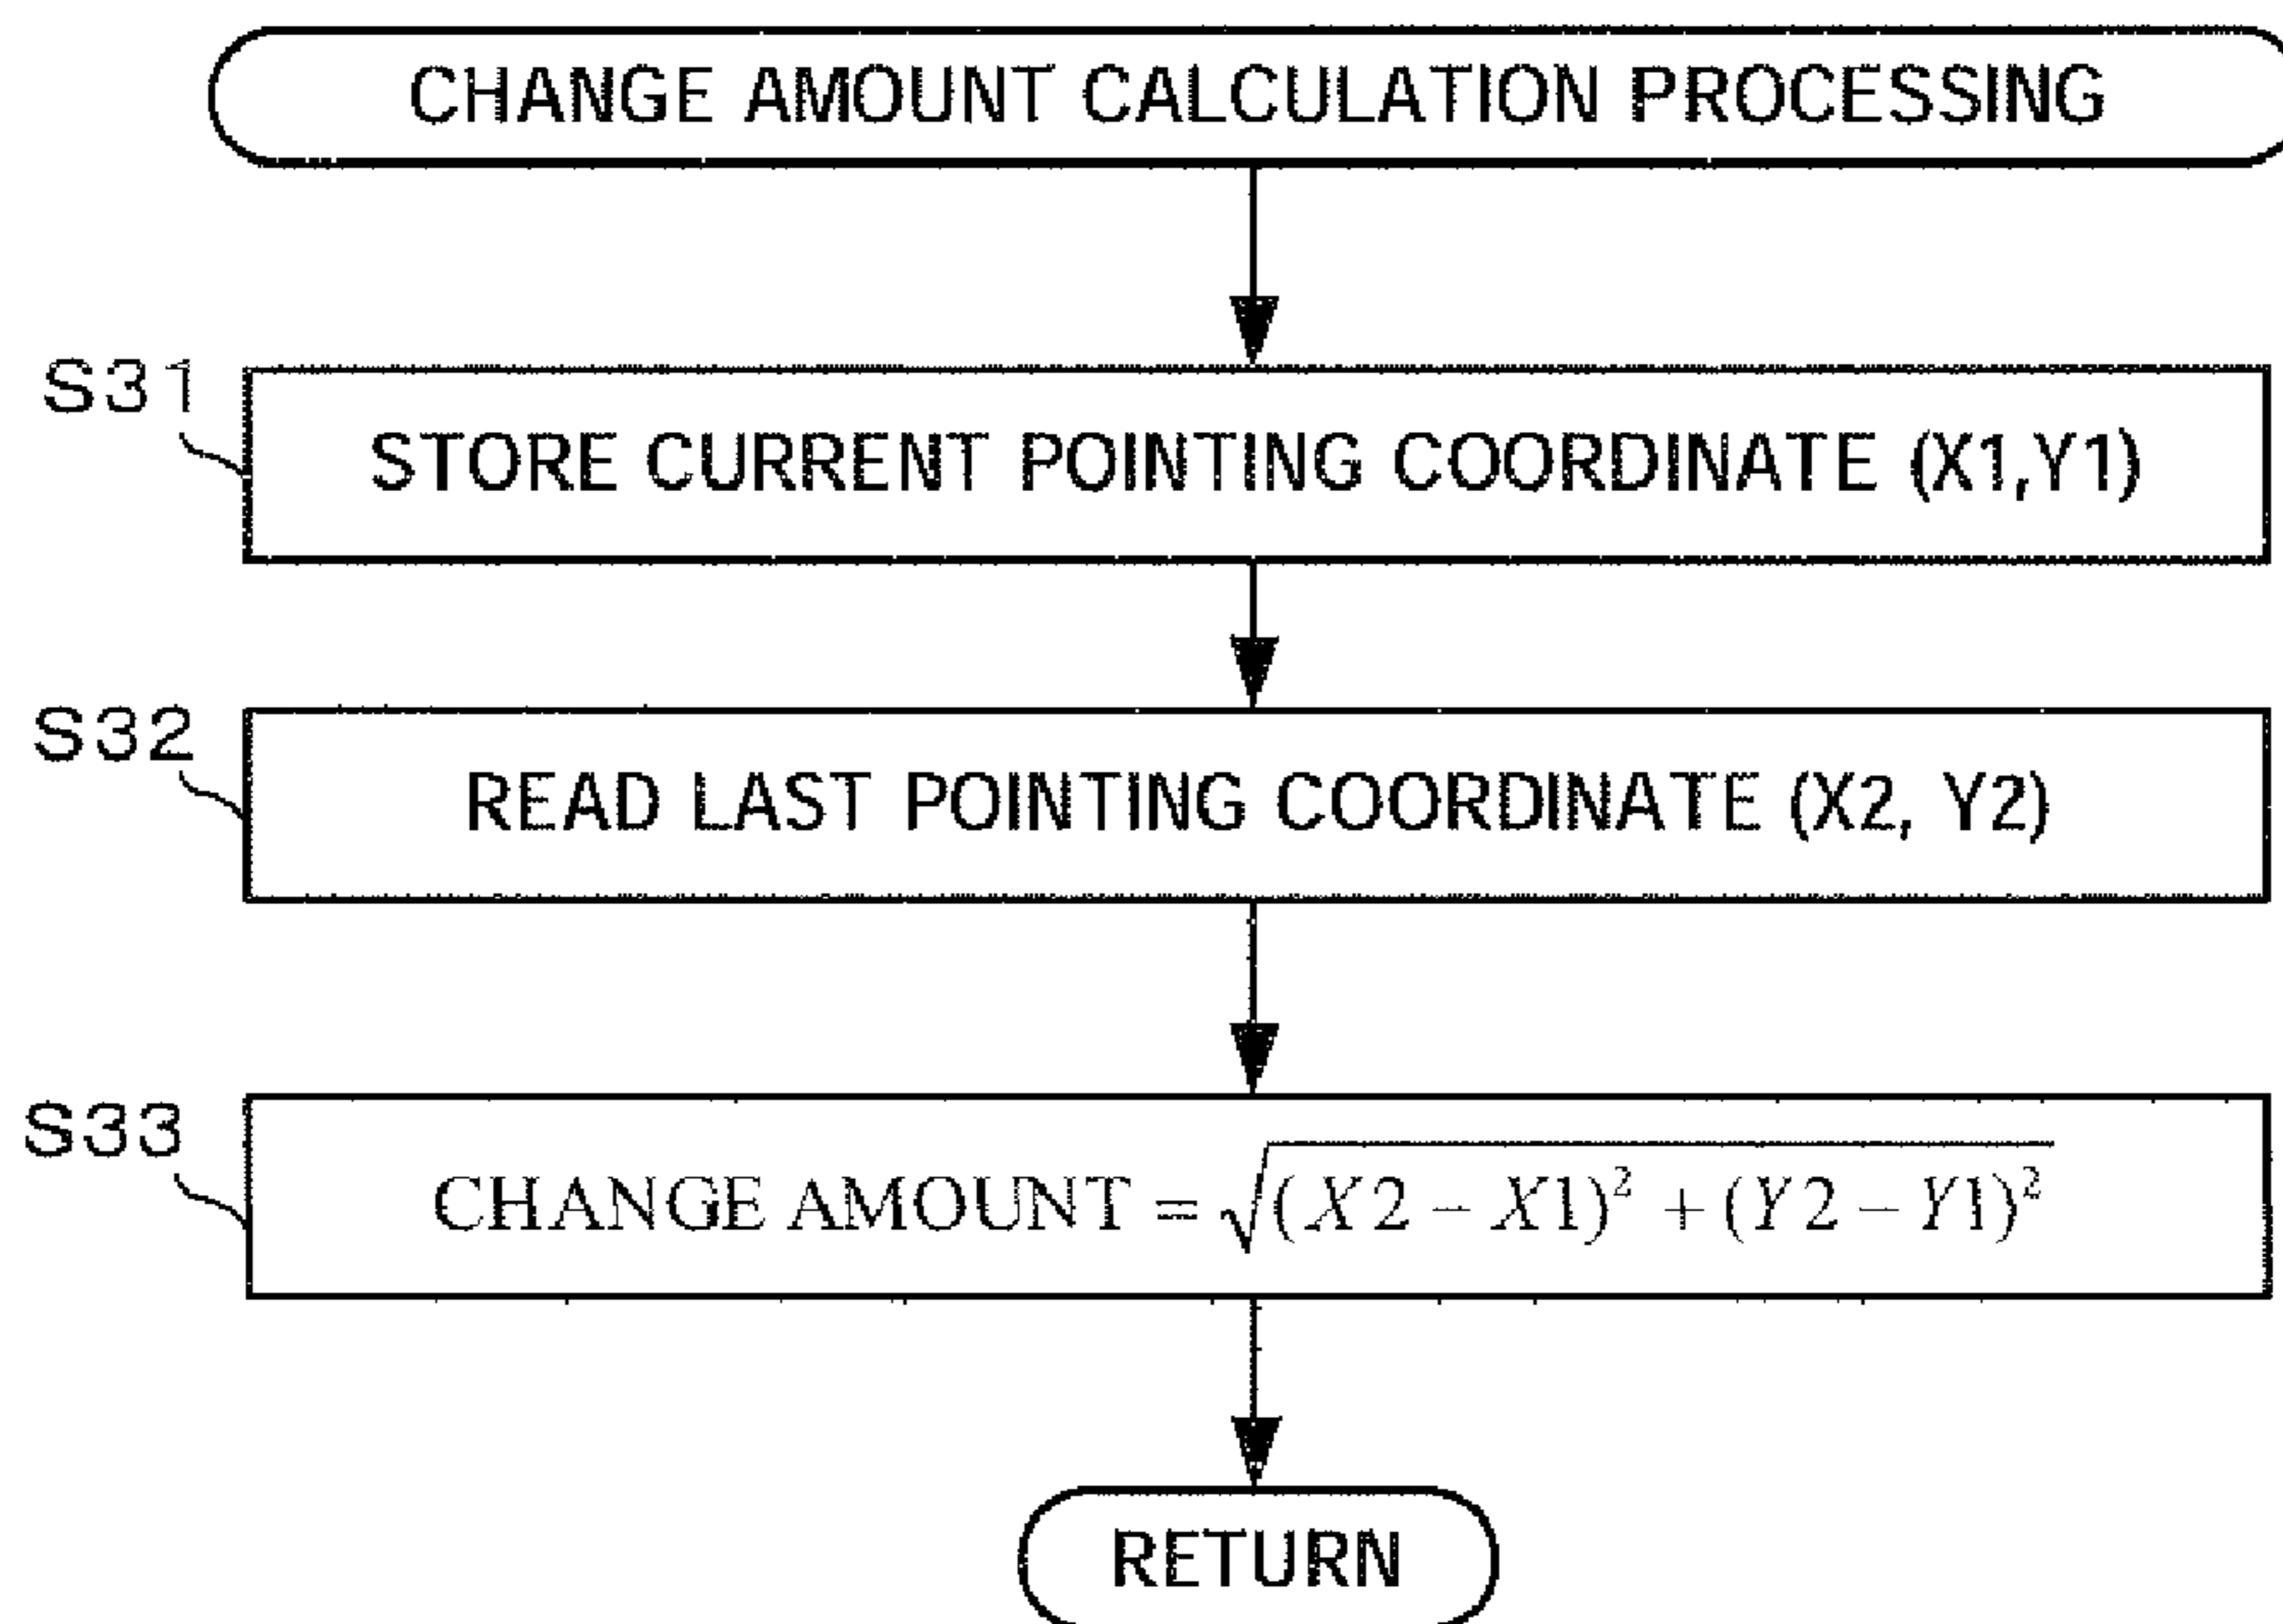 CHANGE AMOUNT CALCULATION PROCESSING
S31
STORE CURRENT POINTING COORDINATE (X1,Y1)
S32
READ LAST POINTING COORDINATE (X2, Y2)
S33
CHANGE AMOUNT = √(X2 − X1)² + (Y2 − Y1)²
RETURN